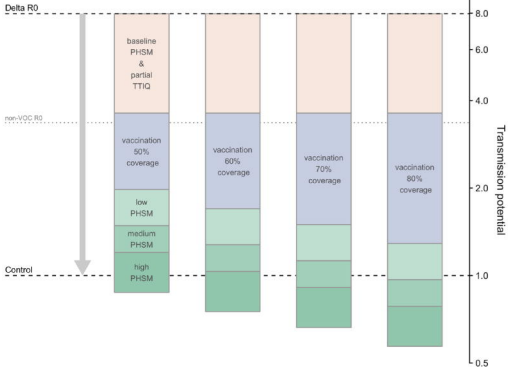 Delta R0
8.0
baseline
PHSM
&
partial
TTIQ
6.0
4.0
non-VOC R0
vaccination
50%
coverage
vaccination
60%
coverage
vaccination
70%
coverage
vaccination
80%
coverage
Transmission potential
2.0
low
PHSM
medium
PHSM
high
PHSM
Control
1.0
0.5